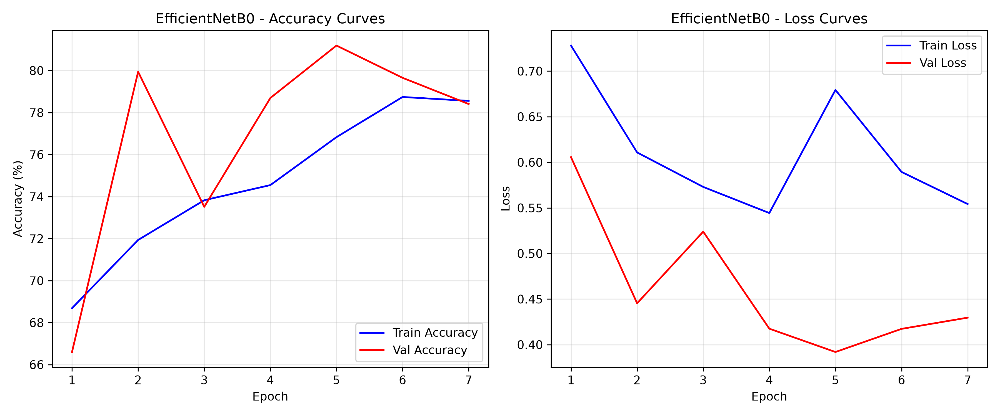 EfficientNetB0 - Accuracy Curves
Accuracy (%)
80
78
76
74
72
70
68
66
1 2 3 4 5 6 7
Epoch
Train Accuracy
Val Accuracy
EfficientNetB0 - Loss Curves
Loss
0.70
0.65
0.60
0.55
0.50
0.45
0.40
1 2 3 4 5 6 7
Epoch
Train Loss
Val Loss